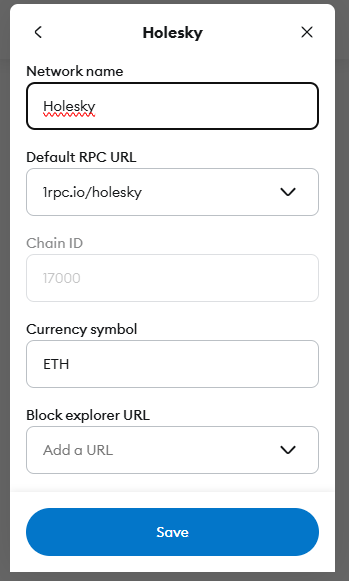 Holesky
Network name
Holesky
Default RPC URL
1rpc.io/holesky
Chain ID
17000
Currency symbol
ETH
Block explorer URL
Add a URL
Save